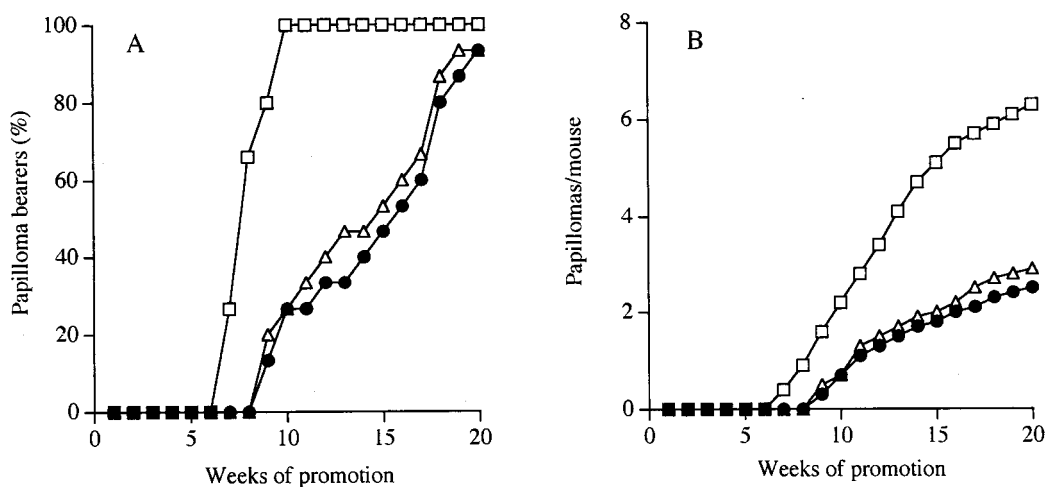 A
100
80
60
40
20
0
Papilloma bearers (%)
0 5 10 15 20
Weeks of promotion
B
8
6
4
2
0
Papillomas/mouse
0 5 10 15 20
Weeks of promotion